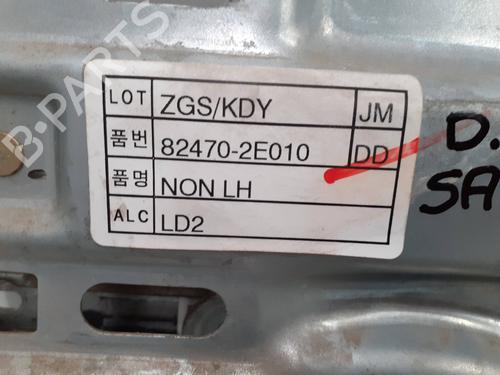 B-PARTS
LOT ZGS/KDY JM
품번 82470-2E010 DD
품명 NON LH
ALC LD2
D.
SA